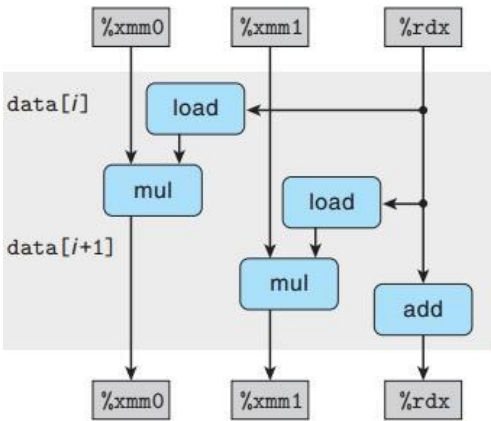 %xmm0 %xmm1 %rdx
data[i] load
mul load
data[i+1] mul
add
%xmm0 %xmm1 %rdx